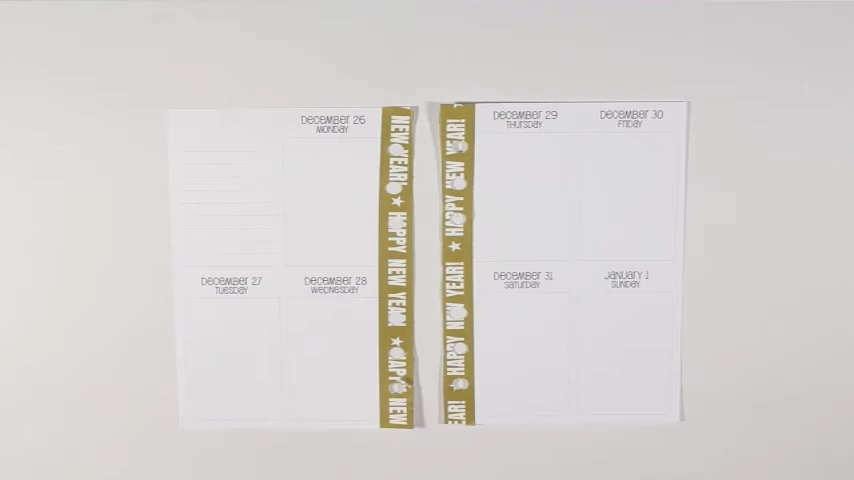 DECEMBER 26
MONDAY
DECEMBER 27
TUESDAY
DECEMBER 28
WEDNESDAY
NEW YEAR! ★ HAPPY NEW YEAR! ★ HAPPY NEW
YEAR! ★ HAPPY NEW YEAR! ★ HAPPY NEW YEAR!
DECEMBER 29
THURSDAY
DECEMBER 30
FRIDAY
DECEMBER 31
SATURDAY
JANUARY 1
SUNDAY